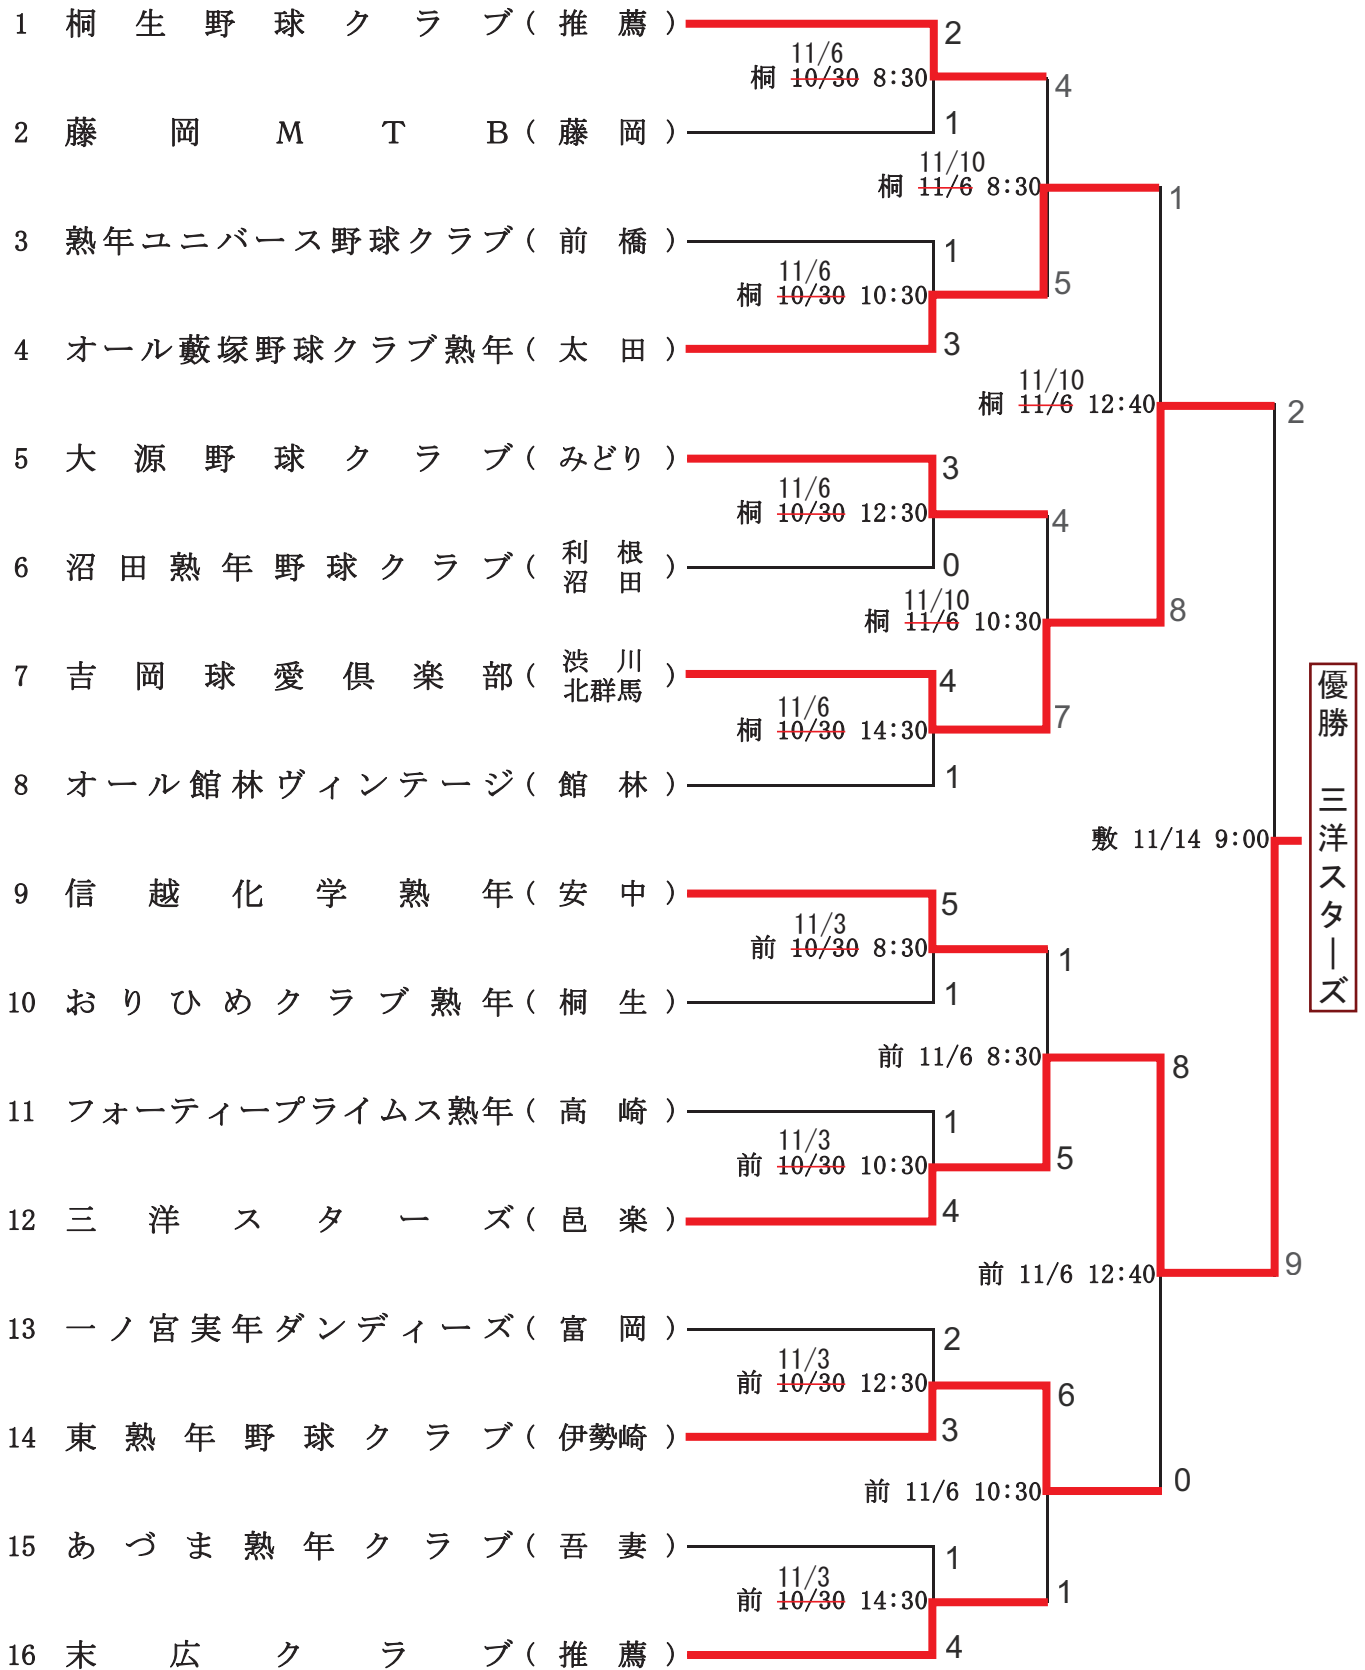 1 桐生野球クラブ(推薦)
2
11/6
桐 10/30 8:30
4
2 藤岡MTB(藤岡)
1
11/10
桐 11/6 8:30
1
3 熟年ユニバース野球クラブ(前橋)
1
11/6
桐 10/30 10:30
5
4 オール藪塚野球クラブ熟年(太田)
3
11/10
桐 11/6 12:40
2
5 大源野球クラブ(みどり)
3
11/6
桐 10/30 12:30
4
6 沼田熟年野球クラブ(利根沼田)
0
11/10
桐 11/6 10:30
8
7 吉岡球愛倶楽部(渋川北群馬)
4
11/6
桐 10/30 14:30
7
8 オール館林ヴィンテージ(館林)
1
敷 11/14 9:00
優勝 三洋スターズ
9 信越化学熟年(安中)
5
11/3
前 10/30 8:30
1
10 おりひめクラブ熟年(桐生)
1
前 11/6 8:30
8
11 フォーティープライムス熟年(高崎)
1
11/3
前 10/30 10:30
5
12 三洋スターズ(邑楽)
4
前 11/6 12:40
9
13 一ノ宮実年ダンディーズ(富岡)
2
11/3
前 10/30 12:30
6
14 東熟年野球クラブ(伊勢崎)
3
前 11/6 10:30
0
15 あづま熟年クラブ(吾妻)
1
11/3
前 10/30 14:30
1
16 末広クラブ(推薦)
4